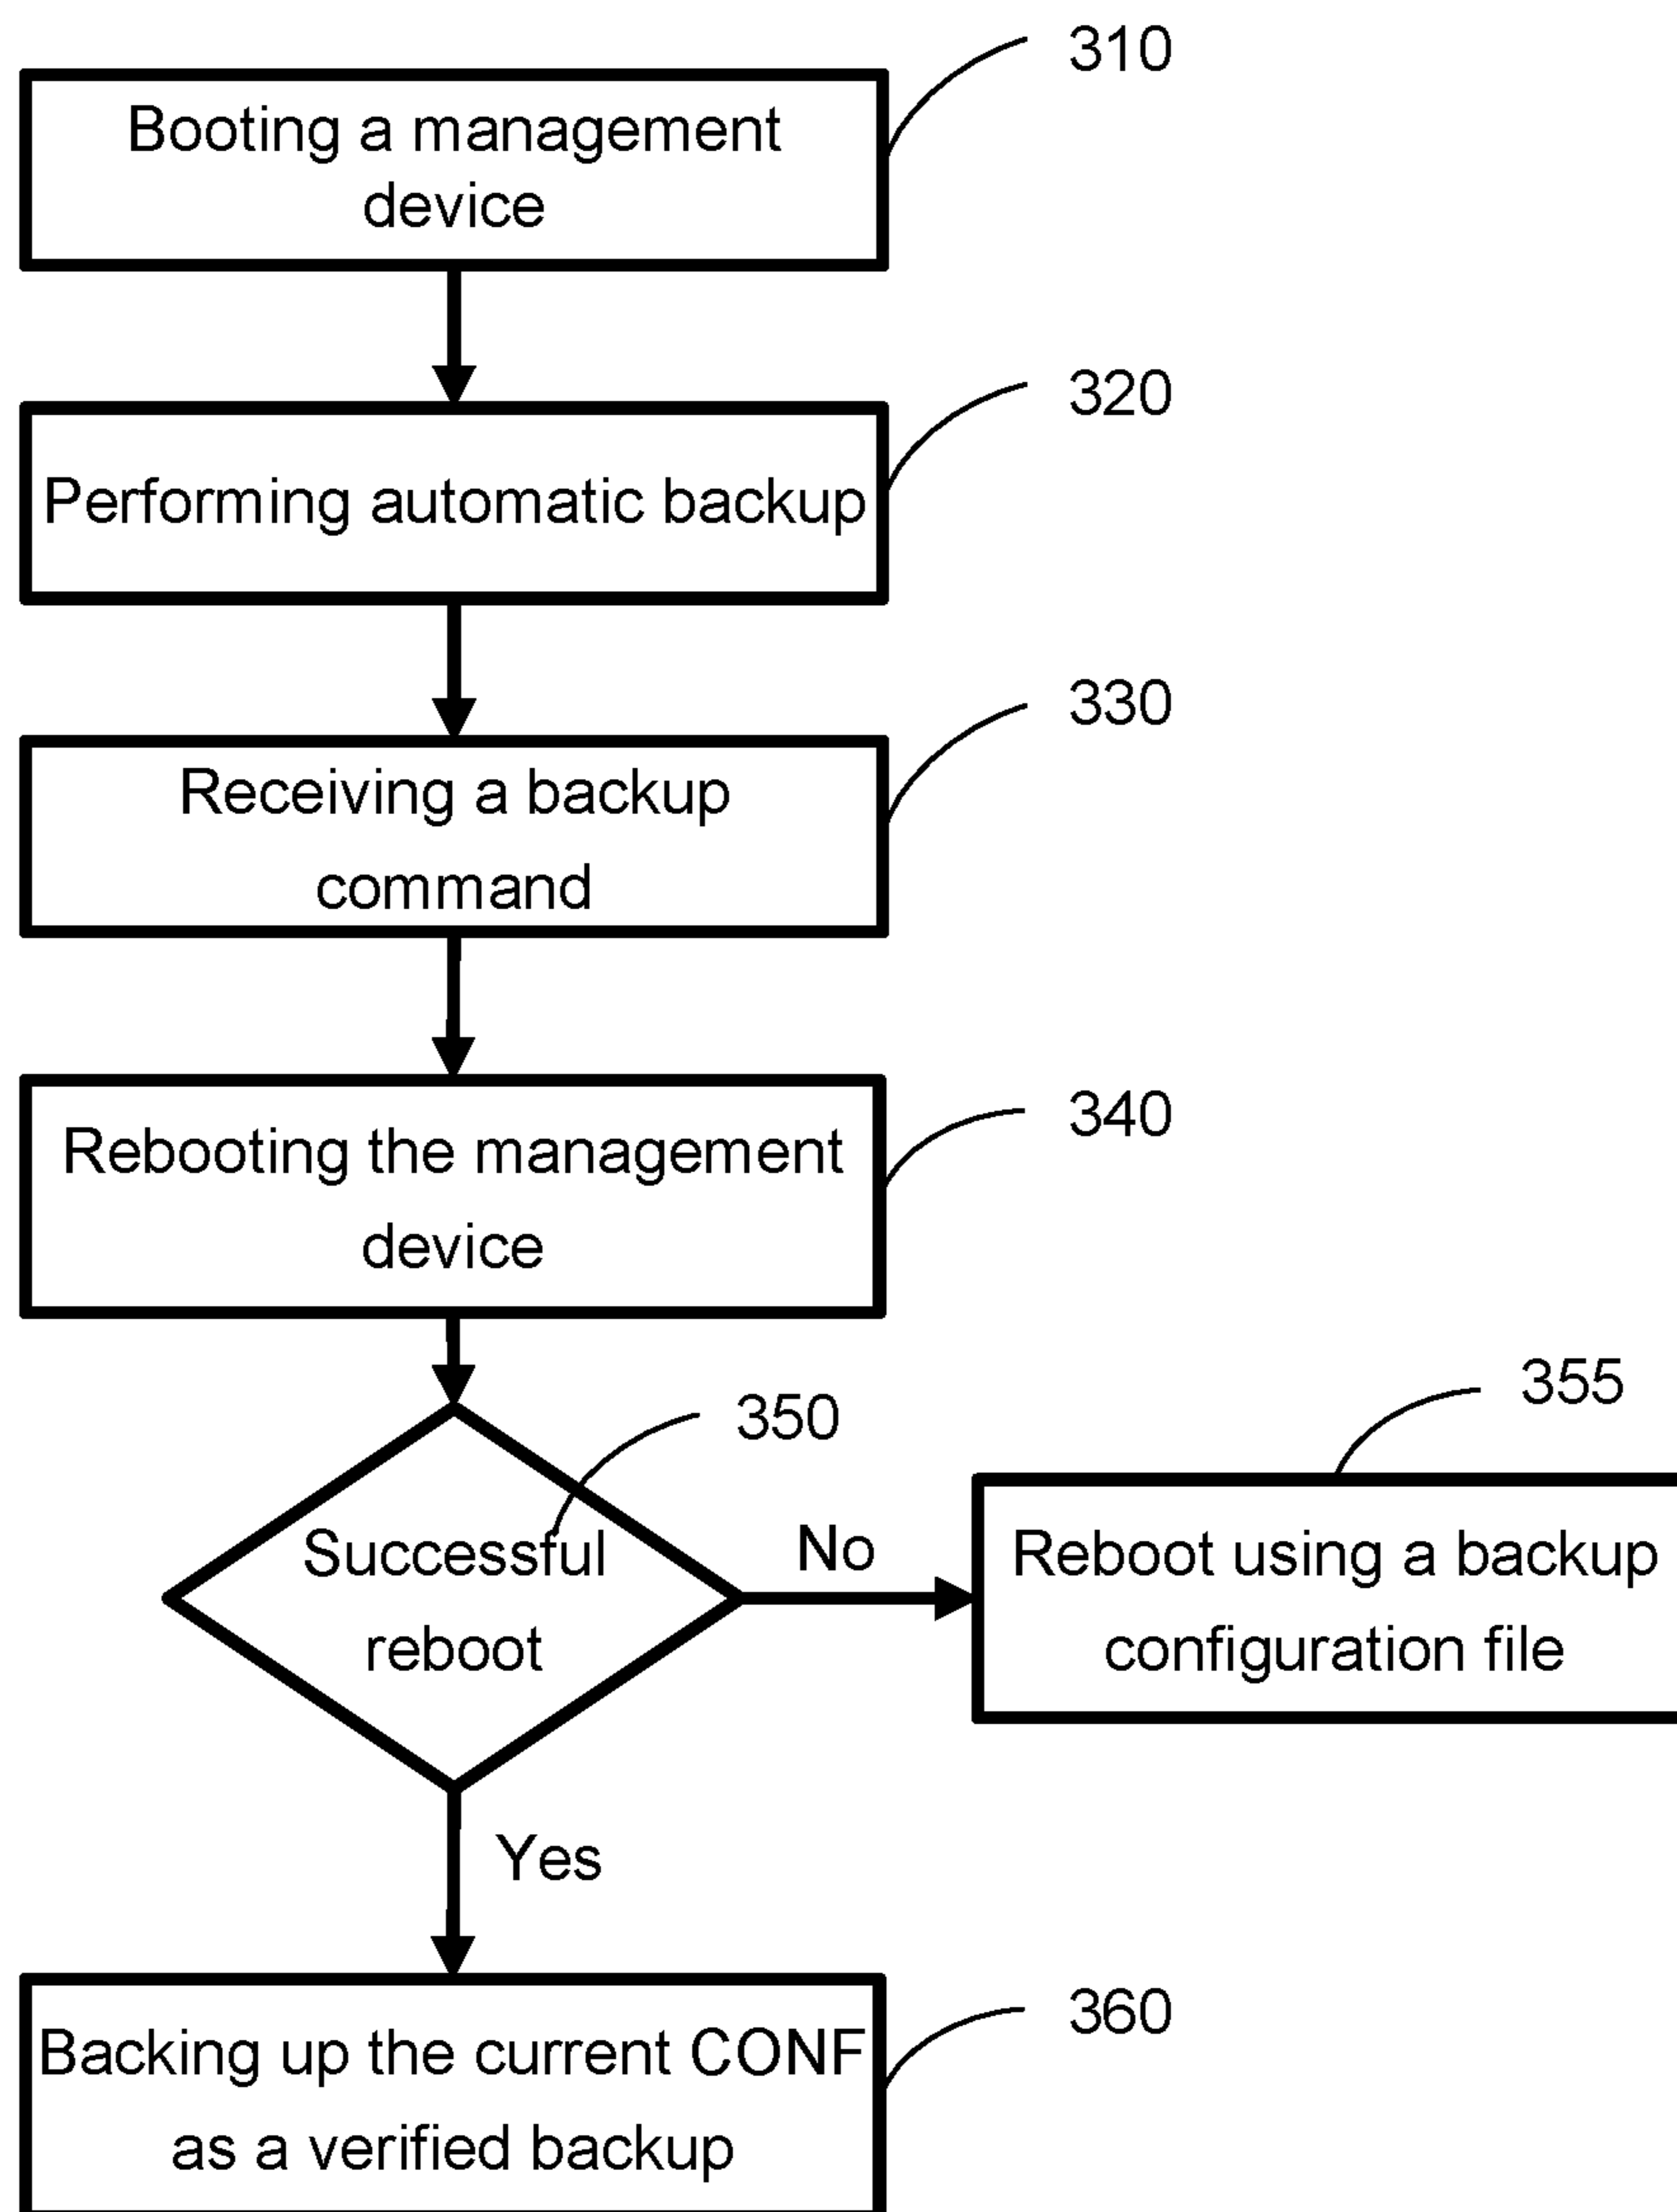 310
Booting a management
device
320
Performing automatic backup
330
Receiving a backup
command
340
Rebooting the management
device
350
355
Successful
reboot
No
Reboot using a backup
configuration file
Yes
360
Backing up the current CONF
as a verified backup